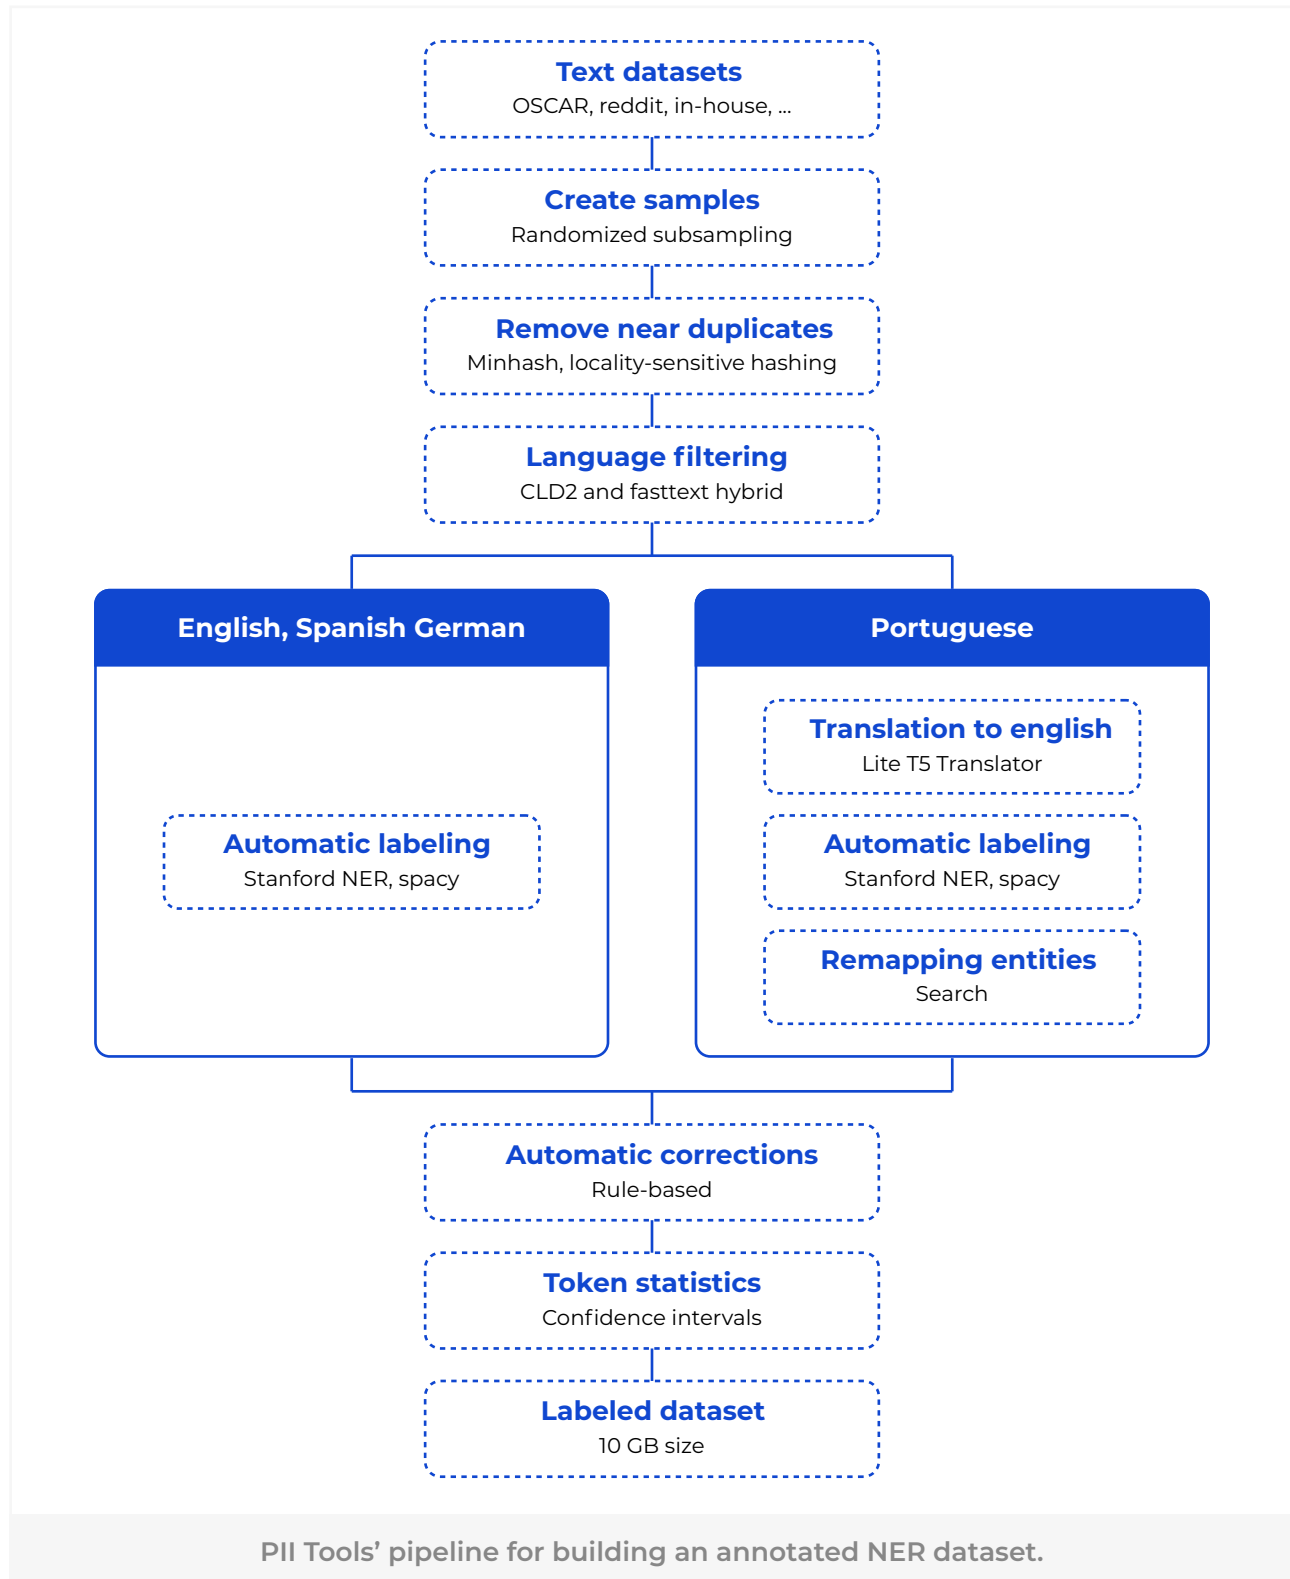 Text datasets
OSCAR, reddit, in-house, ...
Create samples
Randomized subsampling
Remove near duplicates
Minhash, locality-sensitive hashing
Language filtering
CLD2 and fasttext hybrid
English, Spanish German
Automatic labeling
Stanford NER, spacy
Portuguese
Translation to english
Lite T5 Translator
Automatic labeling
Stanford NER, spacy
Remapping entities
Search
Automatic corrections
Rule-based
Token statistics
Confidence intervals
Labeled dataset
10 GB size
PII Tools’ pipeline for building an annotated NER dataset.